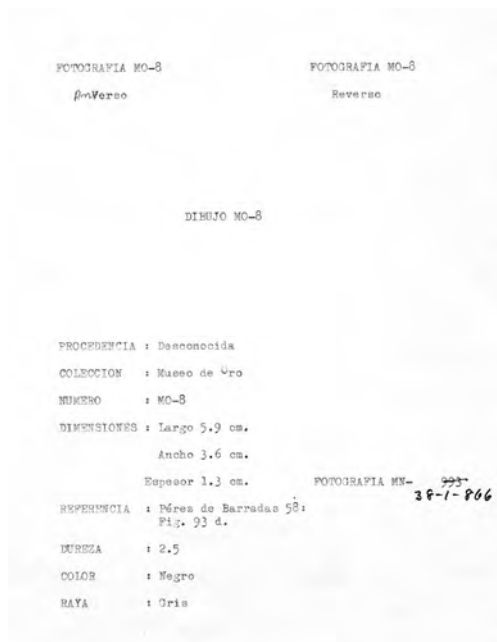 FOTOGRAFIA MO-8 FOTOGRAFIA MO-8
AnVerso Reverso
DIBUJO MO-8
PROCEDENCIA : Desconocida
COLECCION : Museo de Oro
NUMERO : MO-8
DIMENSIONES : Largo 5.9 cm.
Ancho 3.6 cm.
Espesor 1.3 cm. FOTOGRAFIA MN- 993
38-1-866
REFERENCIA : Péres de Barradas 58:
Fig. 93 d.
DUREZA : 2.5
COLOR : Negro
RAYA : Gris